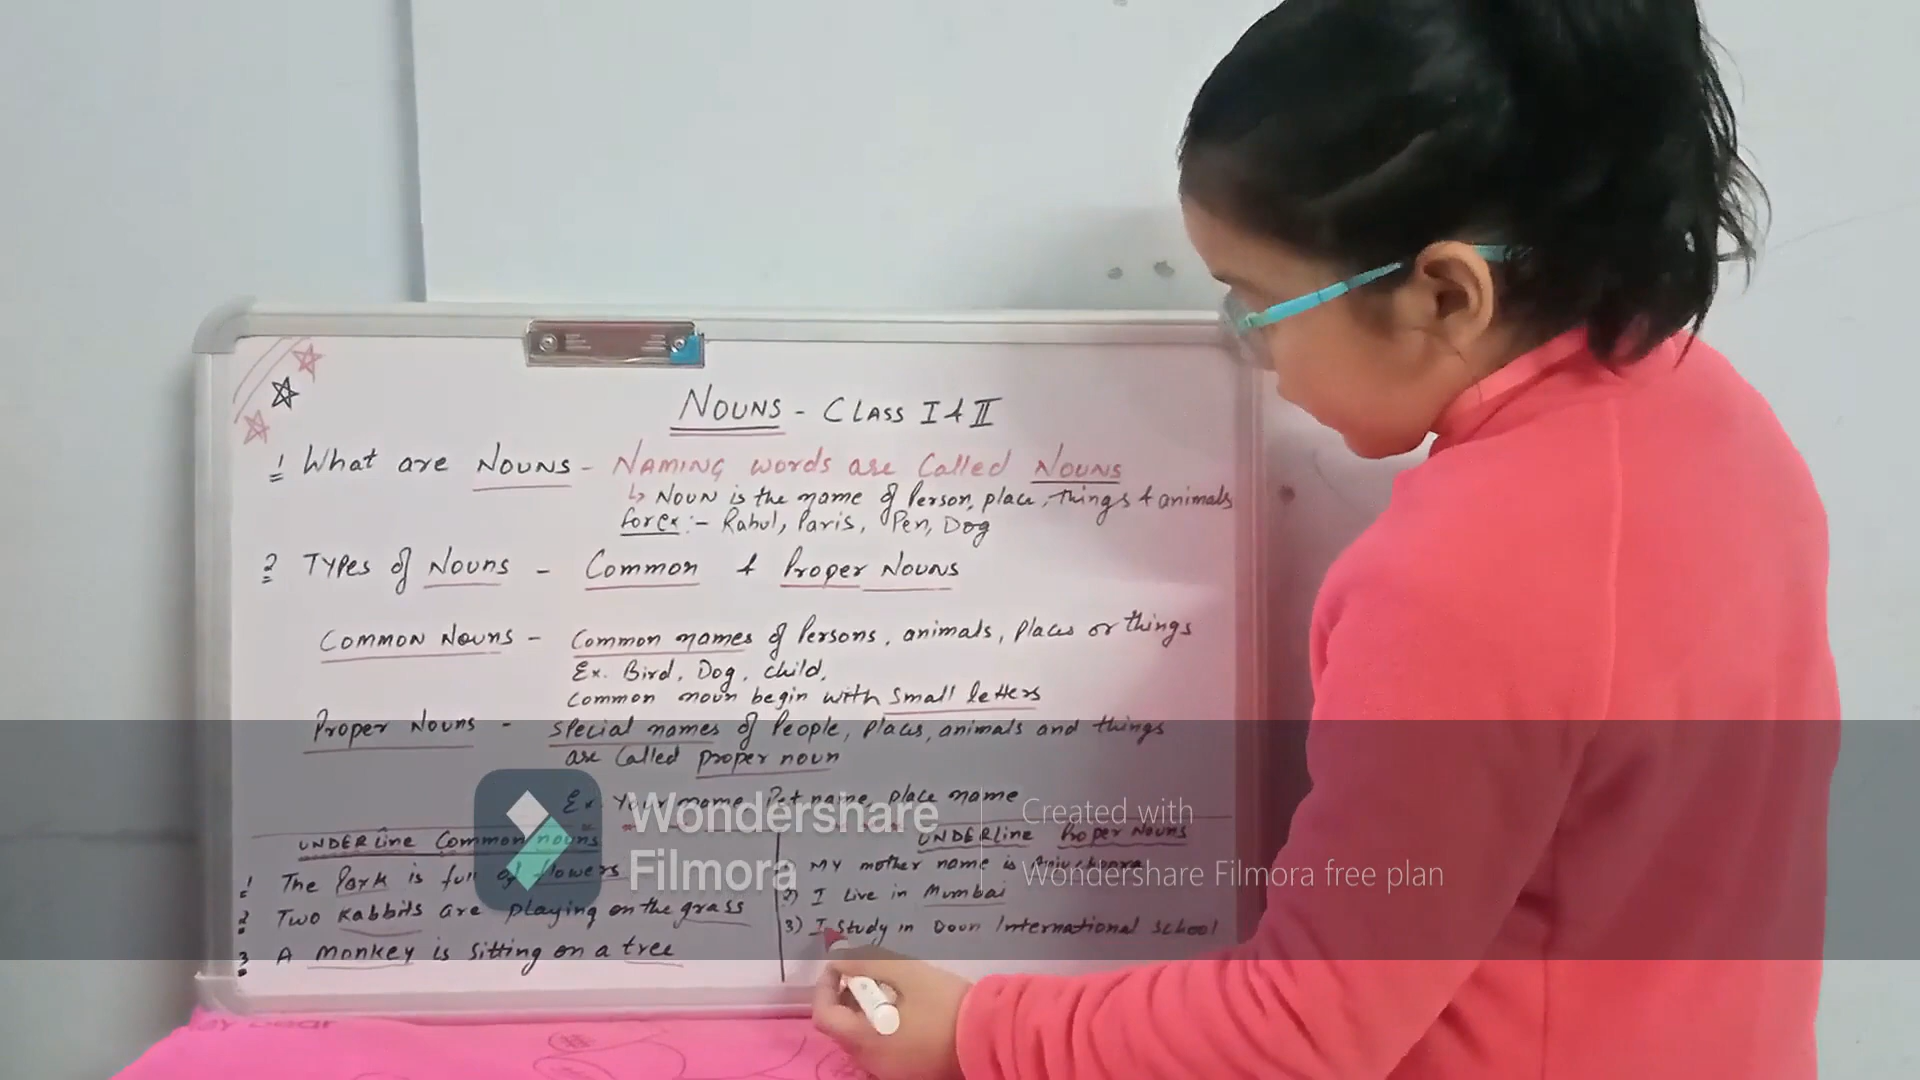 NOUNS - CLASS I & II
1 What are NOUNS - NAMING words are Called NOUNS
↳ NOUN is the name of Person, place, things & animals
for ex :- Rahul, Paris, Pen, Dog
2 Types of Nouns - Common & Proper Nouns
COMMON NOUNS - Common names of Persons, animals, Places or things
Ex. Bird, Dog, Child,
Common noun begin with small letters
Proper Nouns - Special names of People, Places, animals and things
are Called proper noun
Ex. Your name, Pet name, place name
UNDERline Common nouns
1 The Park is full of flowers
2 Two Rabbits are playing on the grass
3 A monkey is sitting on a tree
UNDERline Proper Nouns
1) My mother name is
2) I Live in Mumbai
3) I study in Doon International School
Wondershare
Filmora
Created with
Wondershare Filmora free plan